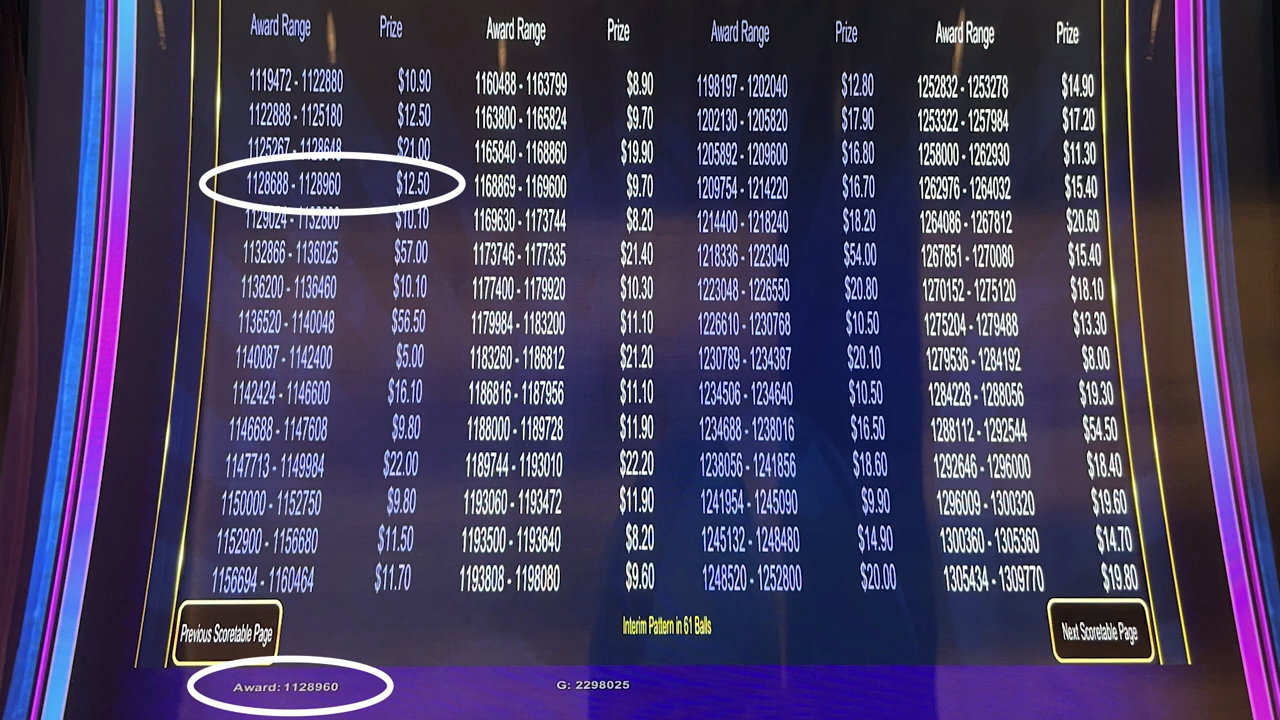 Award Range Prize Award Range Prize Award Range Prize Award Range Prize
1119472 - 1122880 $10.90 1160488 - 1163799 $8.90 1198197 - 1202040 $12.80 1252832 - 1253278 $14.90
1122888 - 1125180 $12.50 1163800 - 1165824 $9.70 1202130 - 1205820 $17.90 1253322 - 1257984 $17.20
1125267 - 1128648 $21.00 1165840 - 1168860 $19.90 1205892 - 1209600 $16.80 1258000 - 1262930 $11.30
1128688 - 1128960 $12.50 1168869 - 1169600 $9.70 1209754 - 1214220 $16.70 1262976 - 1264032 $15.40
1129024 - 1132800 $10.10 1169630 - 1173744 $8.20 1214400 - 1218240 $18.20 1264086 - 1267812 $20.60
1132866 - 1136025 $57.00 1173746 - 1177335 $21.40 1218336 - 1223040 $54.00 1267851 - 1270080 $15.40
1136200 - 1136460 $10.10 1177400 - 1179920 $10.30 1223048 - 1226550 $20.80 1270152 - 1275120 $18.10
1136520 - 1140048 $56.50 1179984 - 1183200 $11.10 1226610 - 1230768 $10.50 1275204 - 1279488 $13.30
1140087 - 1142400 $5.00 1183260 - 1186812 $21.20 1230789 - 1234387 $20.10 1279536 - 1284192 $8.00
1142424 - 1146600 $16.10 1186816 - 1187956 $11.10 1234506 - 1234640 $10.50 1284228 - 1288056 $19.30
1146688 - 1147608 $9.80 1188000 - 1189728 $11.90 1234688 - 1238016 $16.50 1288112 - 1292544 $54.50
1147713 - 1149984 $22.00 1189744 - 1193010 $22.20 1238056 - 1241856 $18.60 1292646 - 1296000 $18.40
1150000 - 1152750 $9.80 1193060 - 1193472 $11.90 1241954 - 1245090 $9.90 1296009 - 1300320 $19.60
1152900 - 1156680 $11.50 1193500 - 1193640 $8.20 1245132 - 1248480 $14.90 1300360 - 1305360 $14.70
1156694 - 1160464 $11.70 1193808 - 1198080 $9.60 1248520 - 1252800 $20.00 1305434 - 1309770 $19.80
Previous Scoretable Page Interim Pattern in 61 Balls Next Scoretable Page
Award: 1128960 G: 2298025